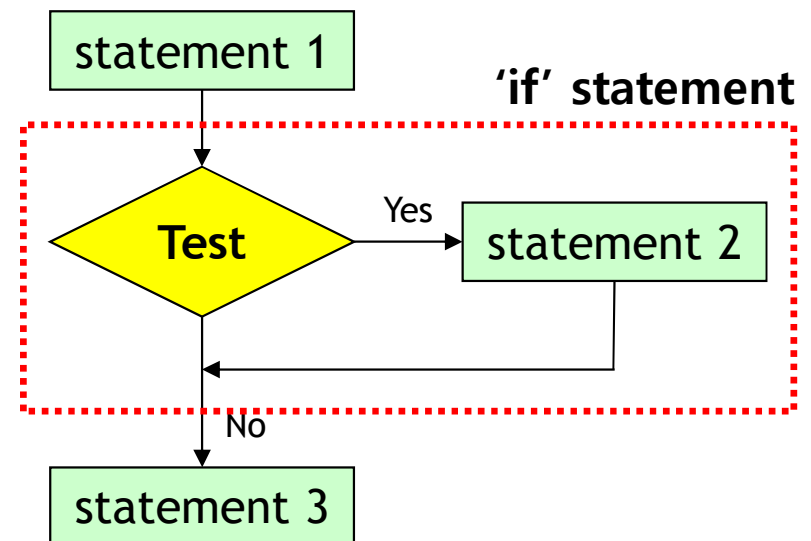 statement 1
‘if’ statement
Test
Yes
statement 2
No
statement 3